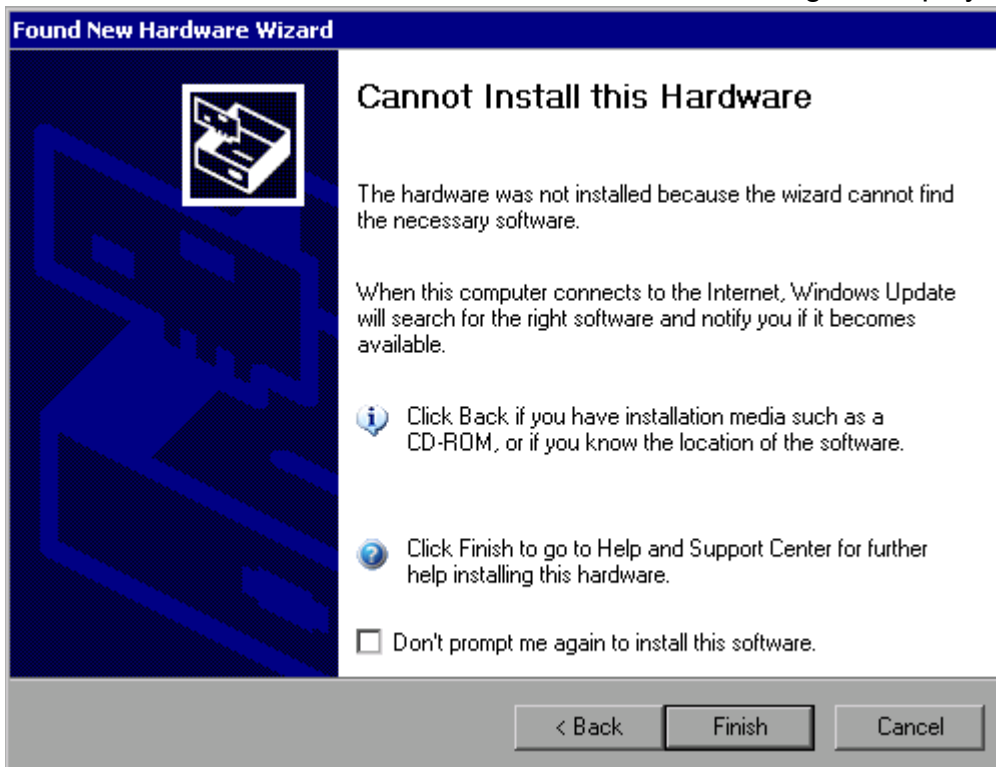 Found New Hardware Wizard
Cannot Install this Hardware
The hardware was not installed because the wizard cannot find
the necessary software.
When this computer connects to the Internet, Windows Update
will search for the right software and notify you if it becomes
available.
Click Back if you have installation media such as a
CD-ROM, or if you know the location of the software.
Click Finish to go to Help and Support Center for further
help installing this hardware.
Don't prompt me again to install this software.
< Back Finish Cancel